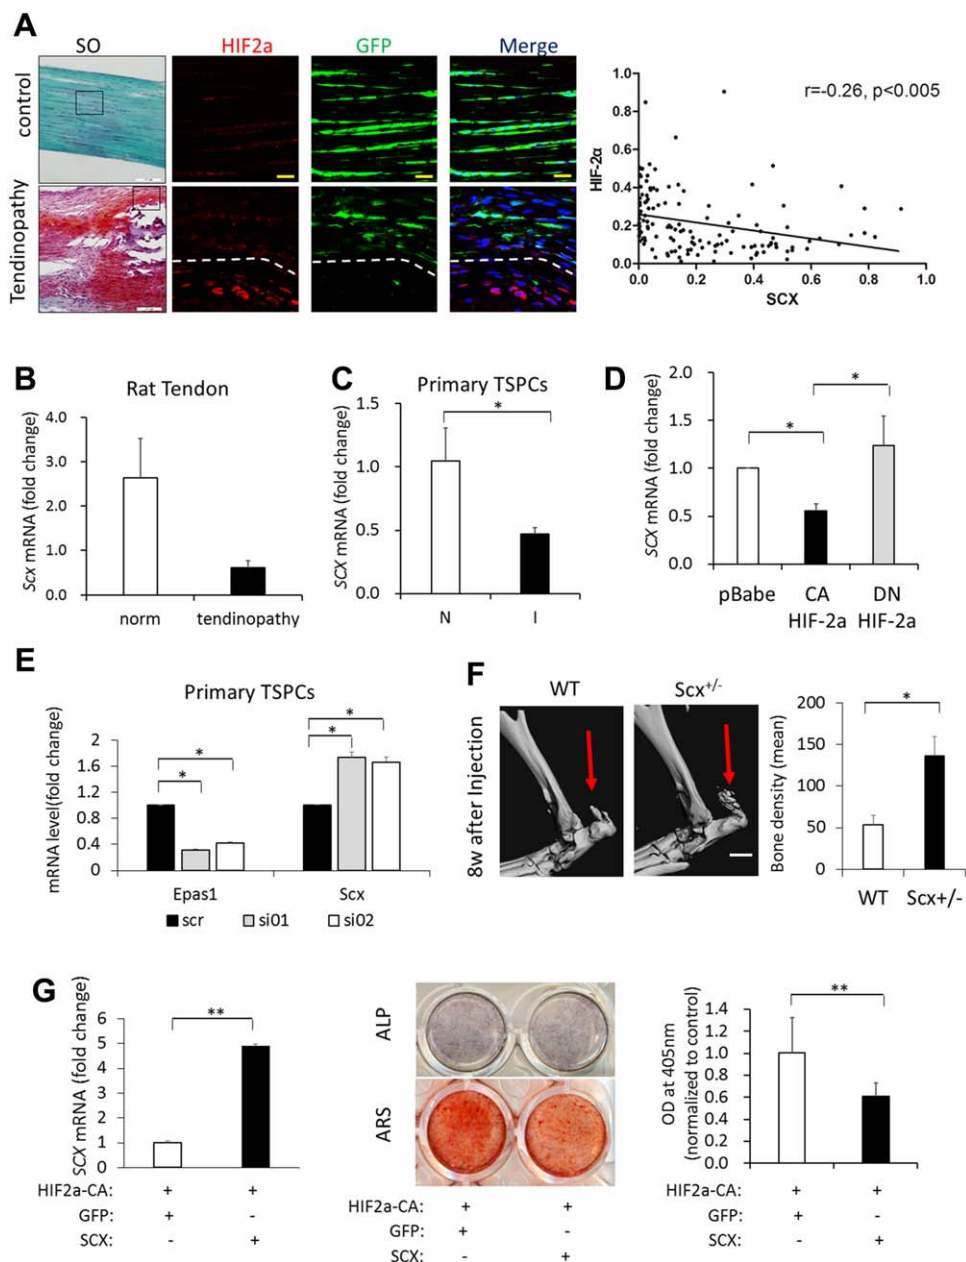 A
SO
HIF2a
GFP
Merge
control
Tendinopathy
r=-0.26, p<0.005
HIF-2α
1.0
0.8
0.6
0.4
0.2
0.0
0.0 0.2 0.4 0.6 0.8 1.0
SCX
B
Rat Tendon
Scx mRNA (fold change)
4.0
3.0
2.0
1.0
0.0
norm tendinopathy
C
Primary TSPCs
SCX mRNA (fold change)
1.5
1.0
0.5
0.0
*
N I
D
SCX mRNA (fold change)
2.0
1.5
1.0
0.5
0.0
*
*
pBabe CA DN
HIF-2a HIF-2a
E
Primary TSPCs
mRNA level(fold change)
2
1.6
1.2
0.8
0.4
0
*
*
*
*
Epas1 Scx
scr si01 si02
F
WT Scx+/-
8w after Injection
Bone density (mean)
200
150
100
50
0
*
WT Scx+/-
G
SCX mRNA (fold change)
6
5
4
3
2
1
0
**
HIF2a-CA: + +
GFP: + -
SCX: - +
ALP
ARS
HIF2a-CA: + +
GFP: + -
SCX: - +
OD at 405nm
(normalized to control)
1.4
1.2
1.0
0.8
0.6
0.4
0.2
0.0
**
HIF2a-CA: + +
GFP: + -
SCX: - +